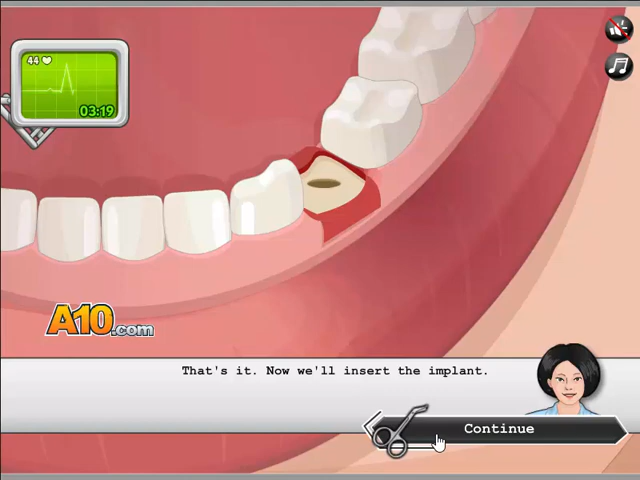 44
03:19
A10.com
That's it. Now we'll insert the implant.
Continue